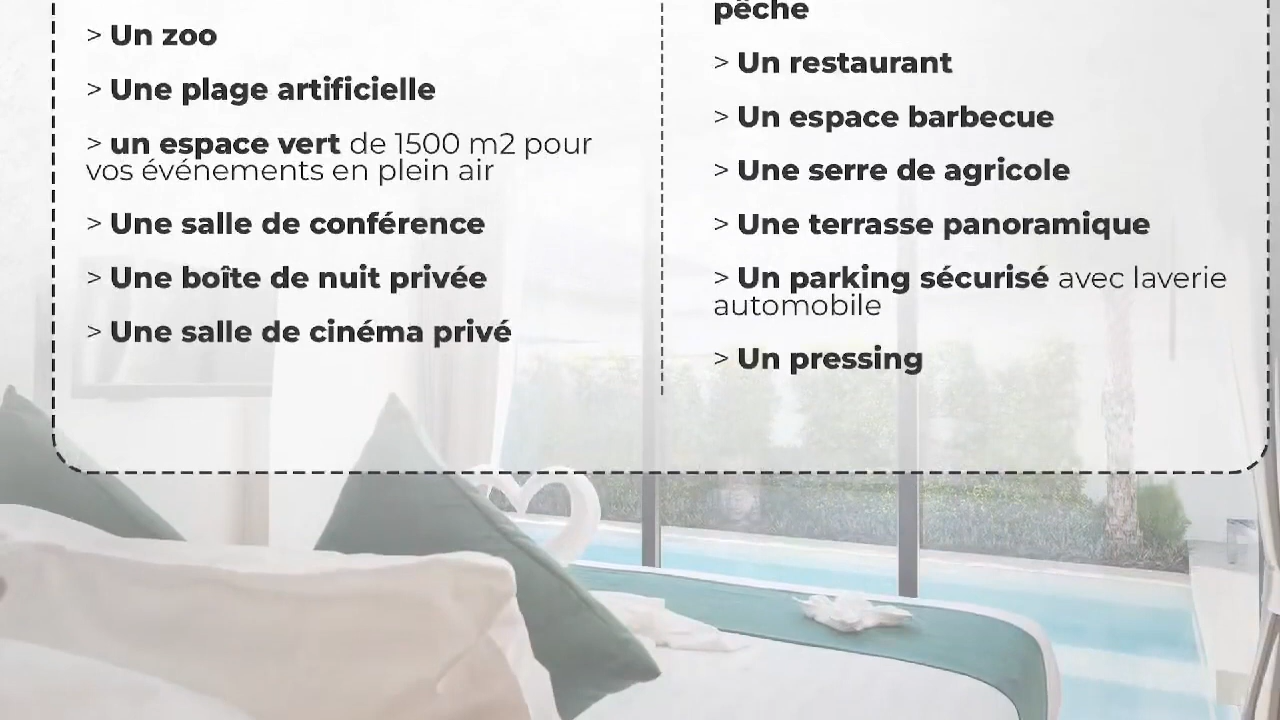 > Un zoo
> Une plage artificielle
> un espace vert de 1500 m2 pour
vos événements en plein air
> Une salle de conférence
> Une boîte de nuit privée
> Une salle de cinéma privé
pêche
> Un restaurant
> Un espace barbecue
> Une serre de agricole
> Une terrasse panoramique
> Un parking sécurisé avec laverie
automobile
> Un pressing